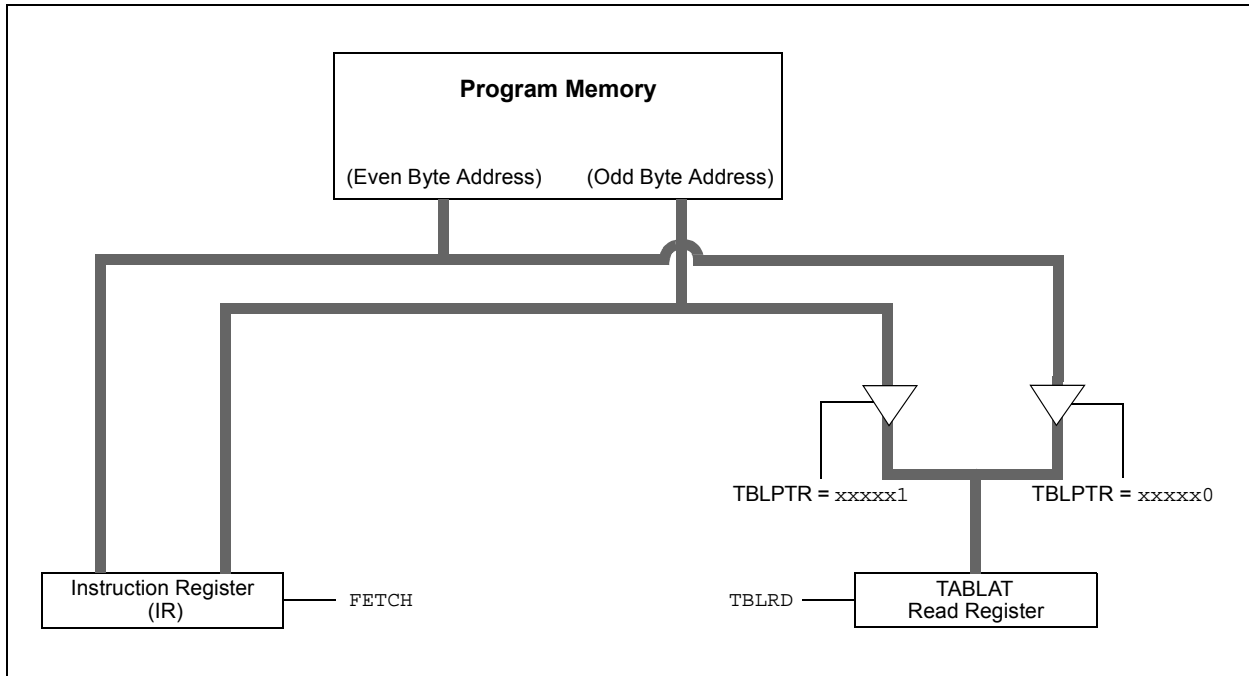 Program Memory
(Even Byte Address) (Odd Byte Address)
TBLPTR = xxxxx1
TBLPTR = xxxxx0
Instruction Register
(IR)
FETCH
TBLRD
TABLAT
Read Register